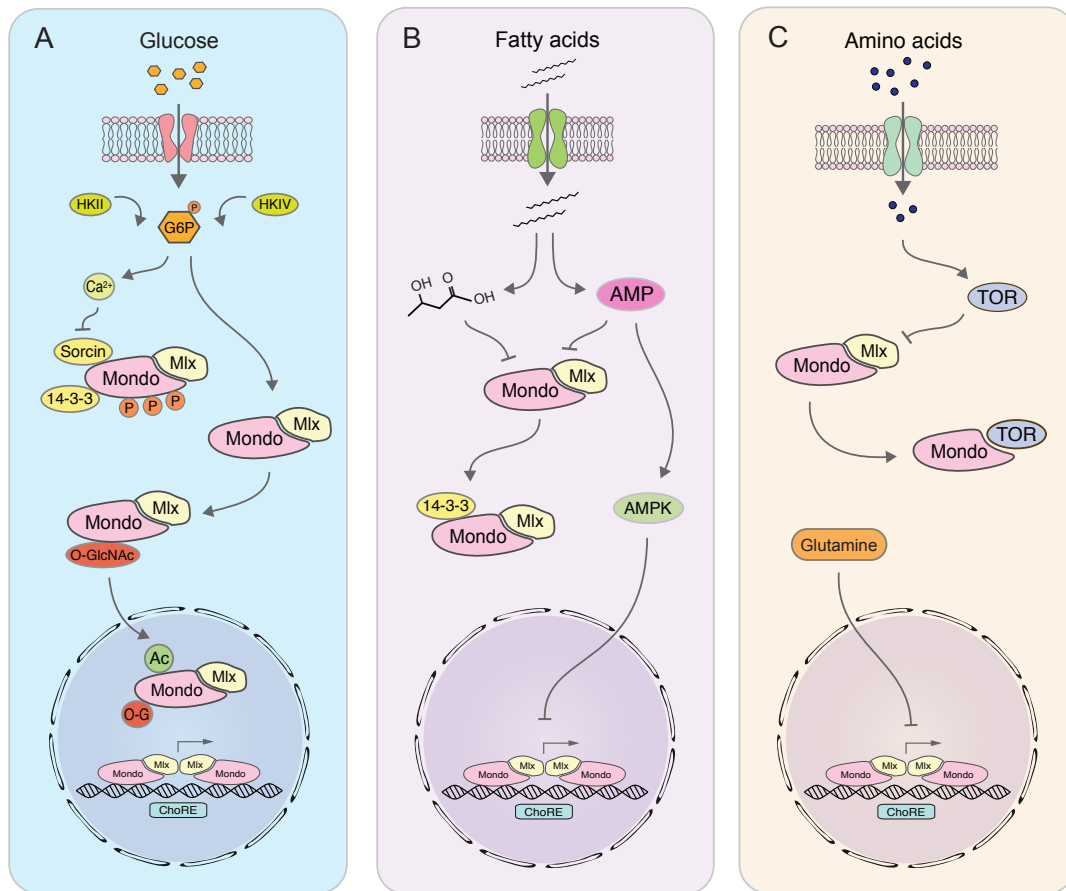 A
Glucose
HKII
HKIV
P
G6P
Ca²⁺
Sorcin
Mlx
Mondo
14-3-3
P
P
P
Mlx
Mondo
Mlx
Mondo
O-GlcNAc
Ac
Mlx
Mondo
O-G
Mlx
Mlx
Mondo
Mondo
ChoRE
B
Fatty acids
OH
O
OH
AMP
Mlx
Mondo
14-3-3
Mlx
Mondo
AMPK
Mlx
Mlx
Mondo
Mondo
ChoRE
C
Amino acids
TOR
Mlx
Mondo
TOR
Mondo
Glutamine
Mlx
Mlx
Mondo
Mondo
ChoRE